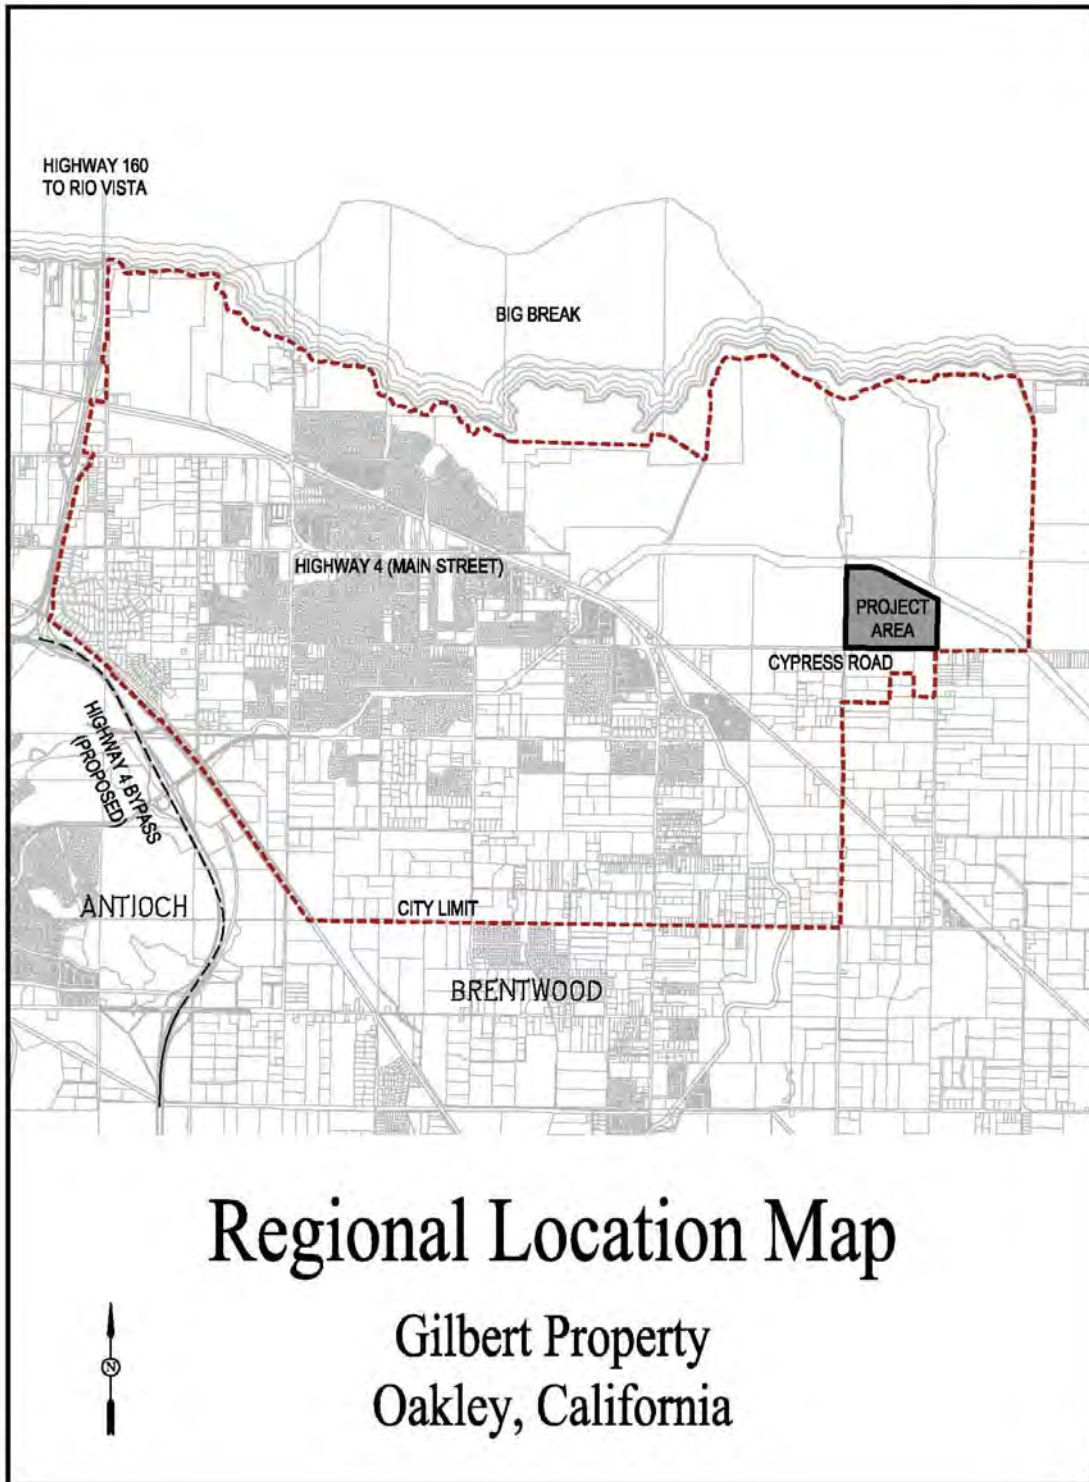 HIGHWAY 160
TO RIO VISTA
BIG BREAK
HIGHWAY 4 (MAIN STREET)
PROJECT
AREA
CYPRESS ROAD
HIGHWAY 4 BYPASS
(PROPOSED)
ANTIOCH
CITY LIMIT
BRENTWOOD
Regional Location Map
Gilbert Property
Oakley, California
N